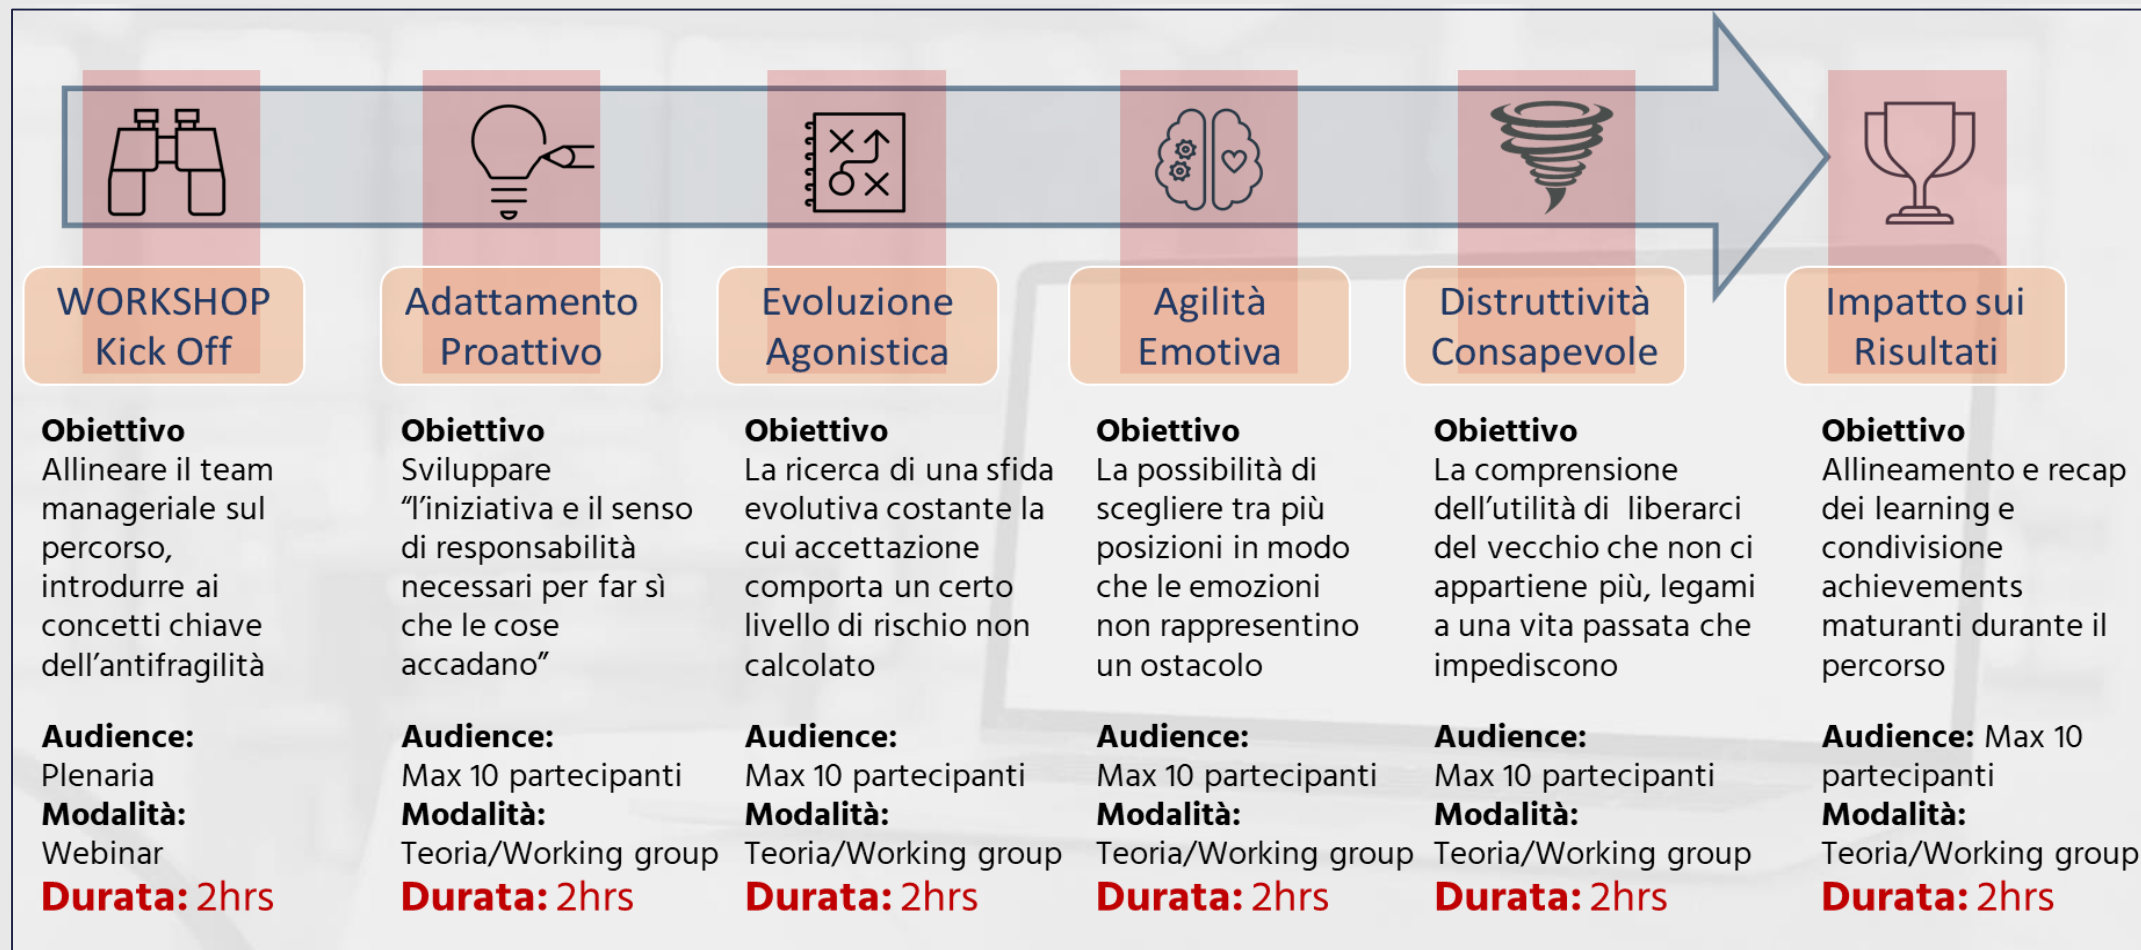 WORKSHOP
Kick Off
Obiettivo
Allineare il team
manageriale sul
percorso,
introdurre ai
concetti chiave
dell’antifragilità
Audience:
Plenaria
Modalità:
Webinar
Durata: 2hrs
Adattamento
Proattivo
Obiettivo
Sviluppare
“l’iniziativa e il senso
di responsabilità
necessari per far sì
che le cose
accadano”
Audience:
Max 10 partecipanti
Modalità:
Teoria/Working group
Durata: 2hrs
Evoluzione
Agonistica
Obiettivo
La ricerca di una sfida
evolutiva costante la
cui accettazione
comporta un certo
livello di rischio non
calcolato
Audience:
Max 10 partecipanti
Modalità:
Teoria/Working group
Durata: 2hrs
Agilità
Emotiva
Obiettivo
La possibilità di
scegliere tra più
posizioni in modo
che le emozioni
non rappresentino
un ostacolo
Audience:
Max 10 partecipanti
Modalità:
Teoria/Working group
Durata: 2hrs
Distruttività
Consapevole
Obiettivo
La comprensione
dell’utilità di  liberarci
del vecchio che non ci
appartiene più, legami
a una vita passata che
impediscono
Audience:
Max 10 partecipanti
Modalità:
Teoria/Working group
Durata: 2hrs
Impatto sui
Risultati
Obiettivo
Allineamento e recap
dei learning e
condivisione
achievements
maturanti durante il
percorso
Audience: Max 10
partecipanti
Modalità:
Teoria/Working group
Durata: 2hrs